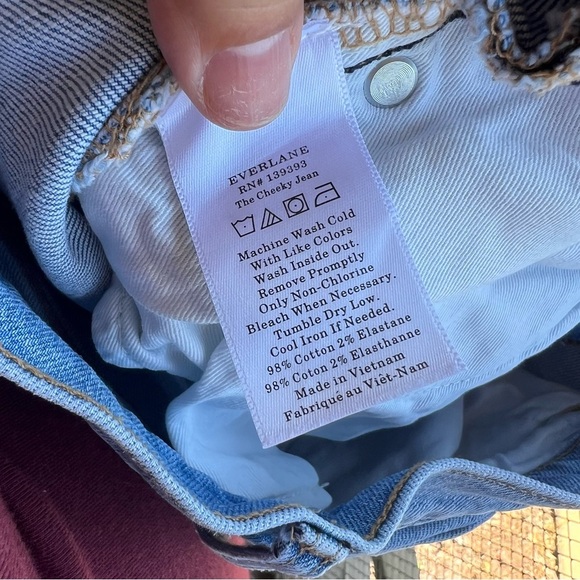 EVERLANE
RN# 139393
The Cheeky Jean
Machine Wash Cold
With Like Colors
Wash Inside Out.
Remove Promptly
Only Non-Chlorine
Bleach When Necessary.
Tumble Dry Low.
Cool Iron If Needed.
98% Cotton 2% Elastane
98% Coton 2% Elasthanne
Made in Vietnam
Fabriqué au Việt-Nam